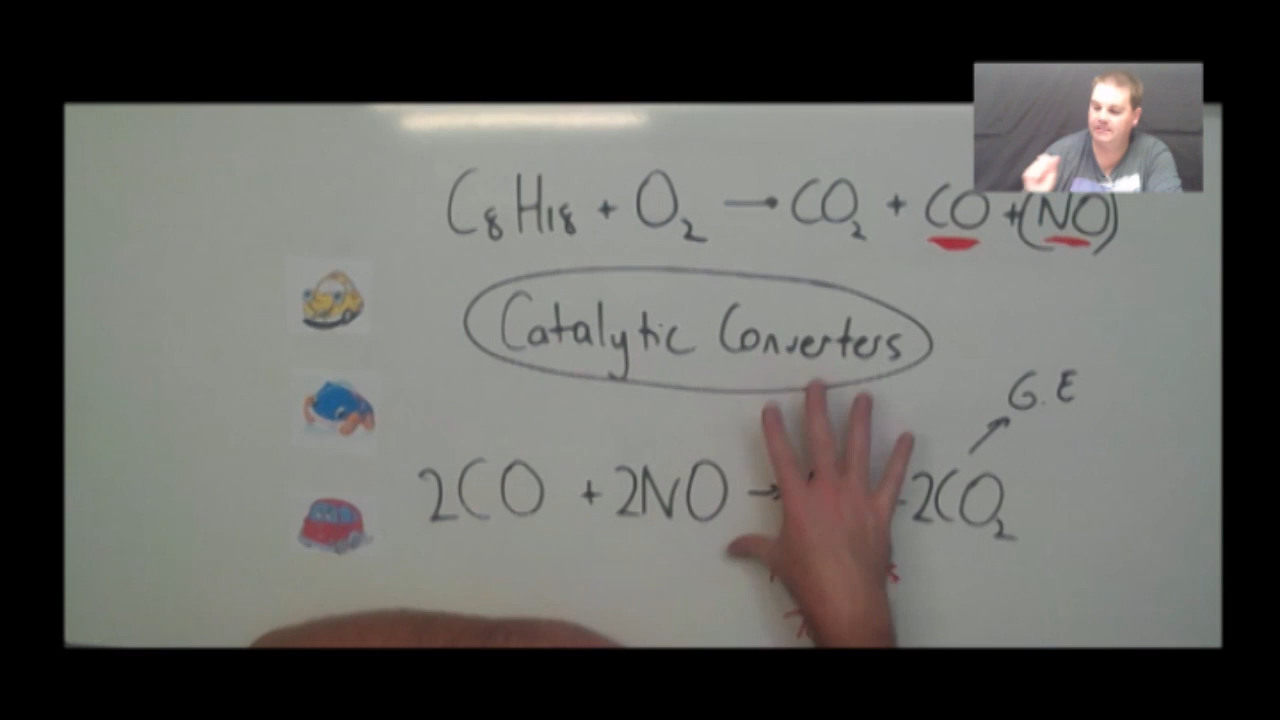 C₈H₁₈ + O₂ → CO₂ + CO + (NO)
Catalytic Converters
G.E
2CO + 2NO → 2CO₂